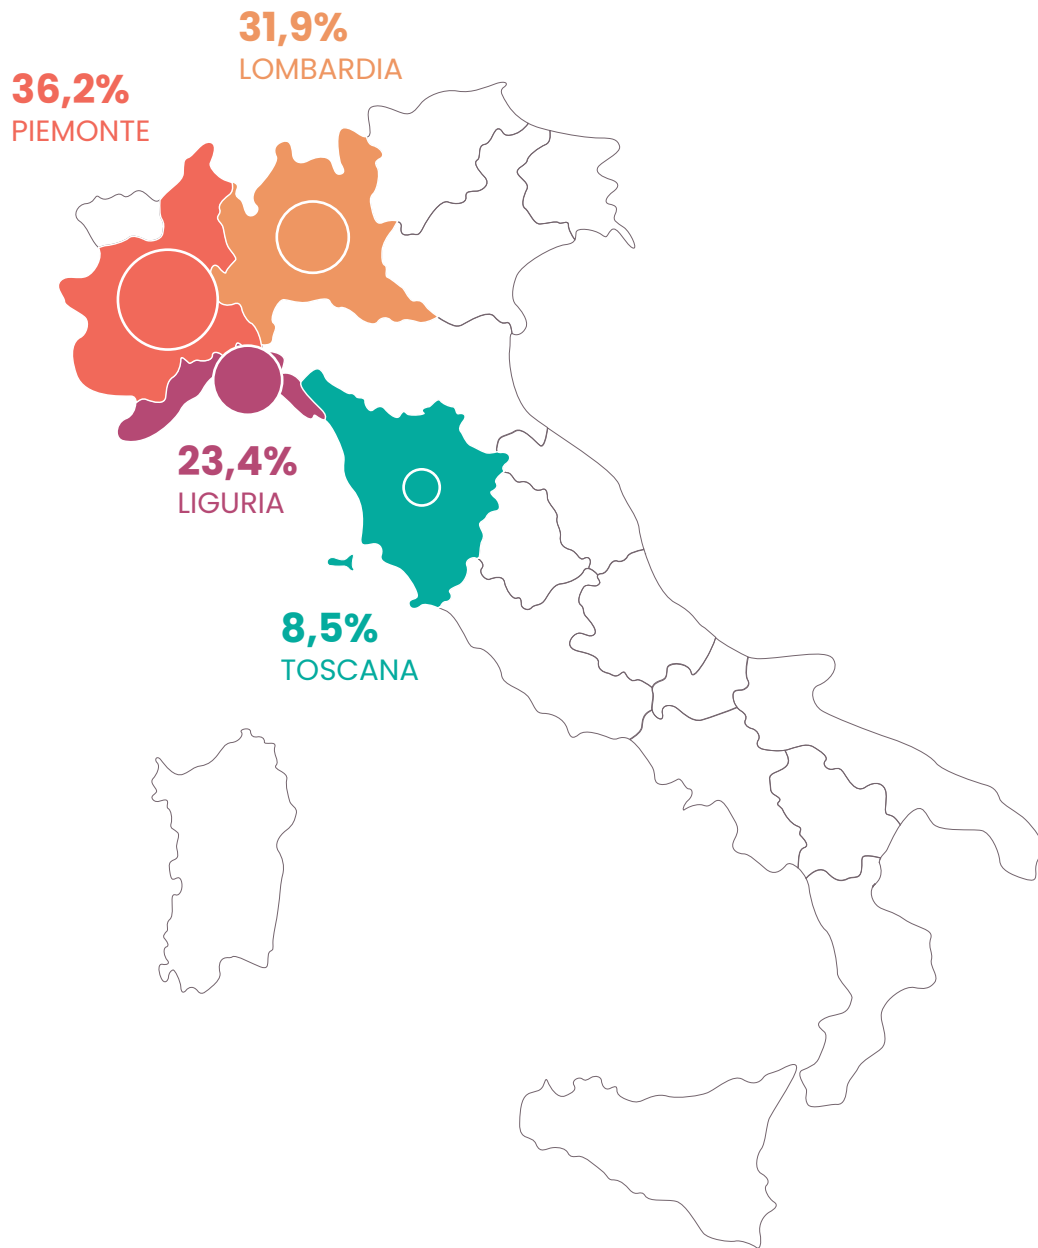 31,9%
LOMBARDIA
36,2%
PIEMONTE
23,4%
LIGURIA
8,5%
TOSCANA